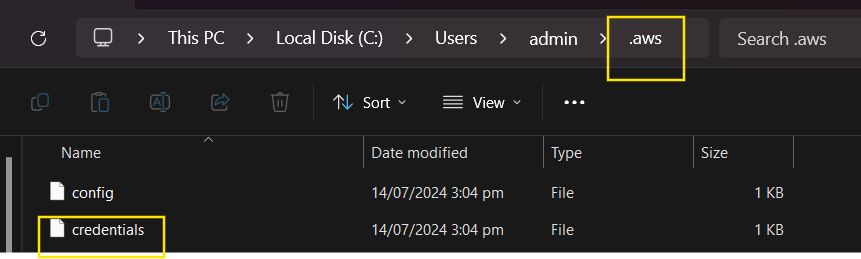 This PC > Local Disk (C:) > Users > admin > .aws Search .aws
Sort View
Name Date modified Type Size
config 14/07/2024 3:04 pm File 1 KB
credentials 14/07/2024 3:04 pm File 1 KB